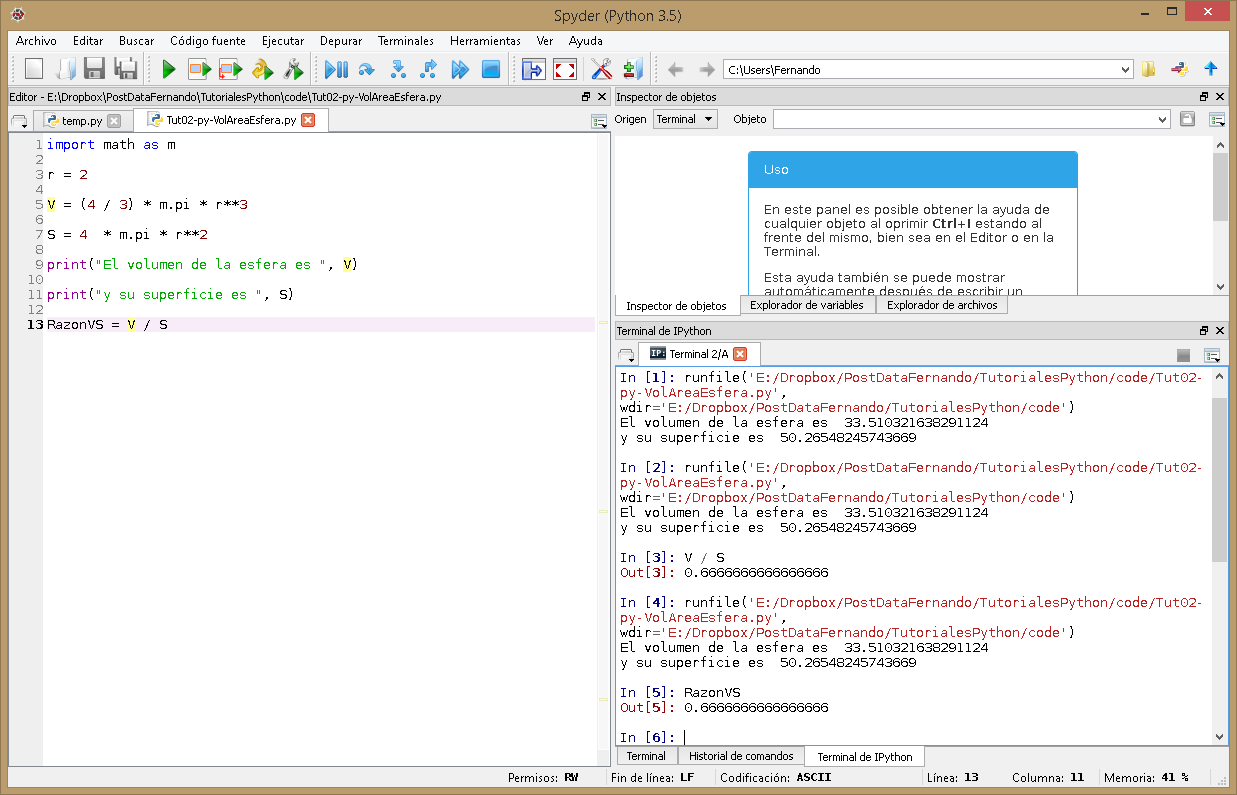 Spyder (Python 3.5)
Archivo Editar Buscar Código fuente Ejecutar Depurar Terminales Herramientas Ver Ayuda
C:\Users\Fernando
Editor - E:\Dropbox\PostDataFernando\TutorialesPython\code\Tut02-py-VolAreaEsfera.py
temp.py Tut02-py-VolAreaEsfera.py
1 import math as m
2
3 r = 2
4
5 V = (4 / 3) * m.pi * r**3
6
7 S = 4  * m.pi * r**2
8
9 print("El volumen de la esfera es ", V)
10
11 print("y su superficie es ", S)
12
13 RazonVS = V / S
Inspector de objetos
Origen Terminal Objeto
Uso
En este panel es posible obtener la ayuda de
cualquier objeto al oprimir Ctrl+I estando al
frente del mismo, bien sea en el Editor o en la
Terminal.
Esta ayuda también se puede mostrar
automáticamente después de escribir un
Inspector de objetos Explorador de variables Explorador de archivos
Terminal de IPython
IP: Terminal 2/A
In [1]: runfile('E:/Dropbox/PostDataFernando/TutorialesPython/code/Tut02-
py-VolAreaEsfera.py',
wdir='E:/Dropbox/PostDataFernando/TutorialesPython/code')
El volumen de la esfera es  33.510321638291124
y su superficie es  50.26548245743669
In [2]: runfile('E:/Dropbox/PostDataFernando/TutorialesPython/code/Tut02-
py-VolAreaEsfera.py',
wdir='E:/Dropbox/PostDataFernando/TutorialesPython/code')
El volumen de la esfera es  33.510321638291124
y su superficie es  50.26548245743669
In [3]: V / S
Out[3]: 0.6666666666666666
In [4]: runfile('E:/Dropbox/PostDataFernando/TutorialesPython/code/Tut02-
py-VolAreaEsfera.py',
wdir='E:/Dropbox/PostDataFernando/TutorialesPython/code')
El volumen de la esfera es  33.510321638291124
y su superficie es  50.26548245743669
In [5]: RazonVS
Out[5]: 0.6666666666666666
In [6]:
Terminal Historial de comandos Terminal de IPython
Permisos: RW Fin de línea: LF Codificación: ASCII Línea: 13 Columna: 11 Memoria: 41 %